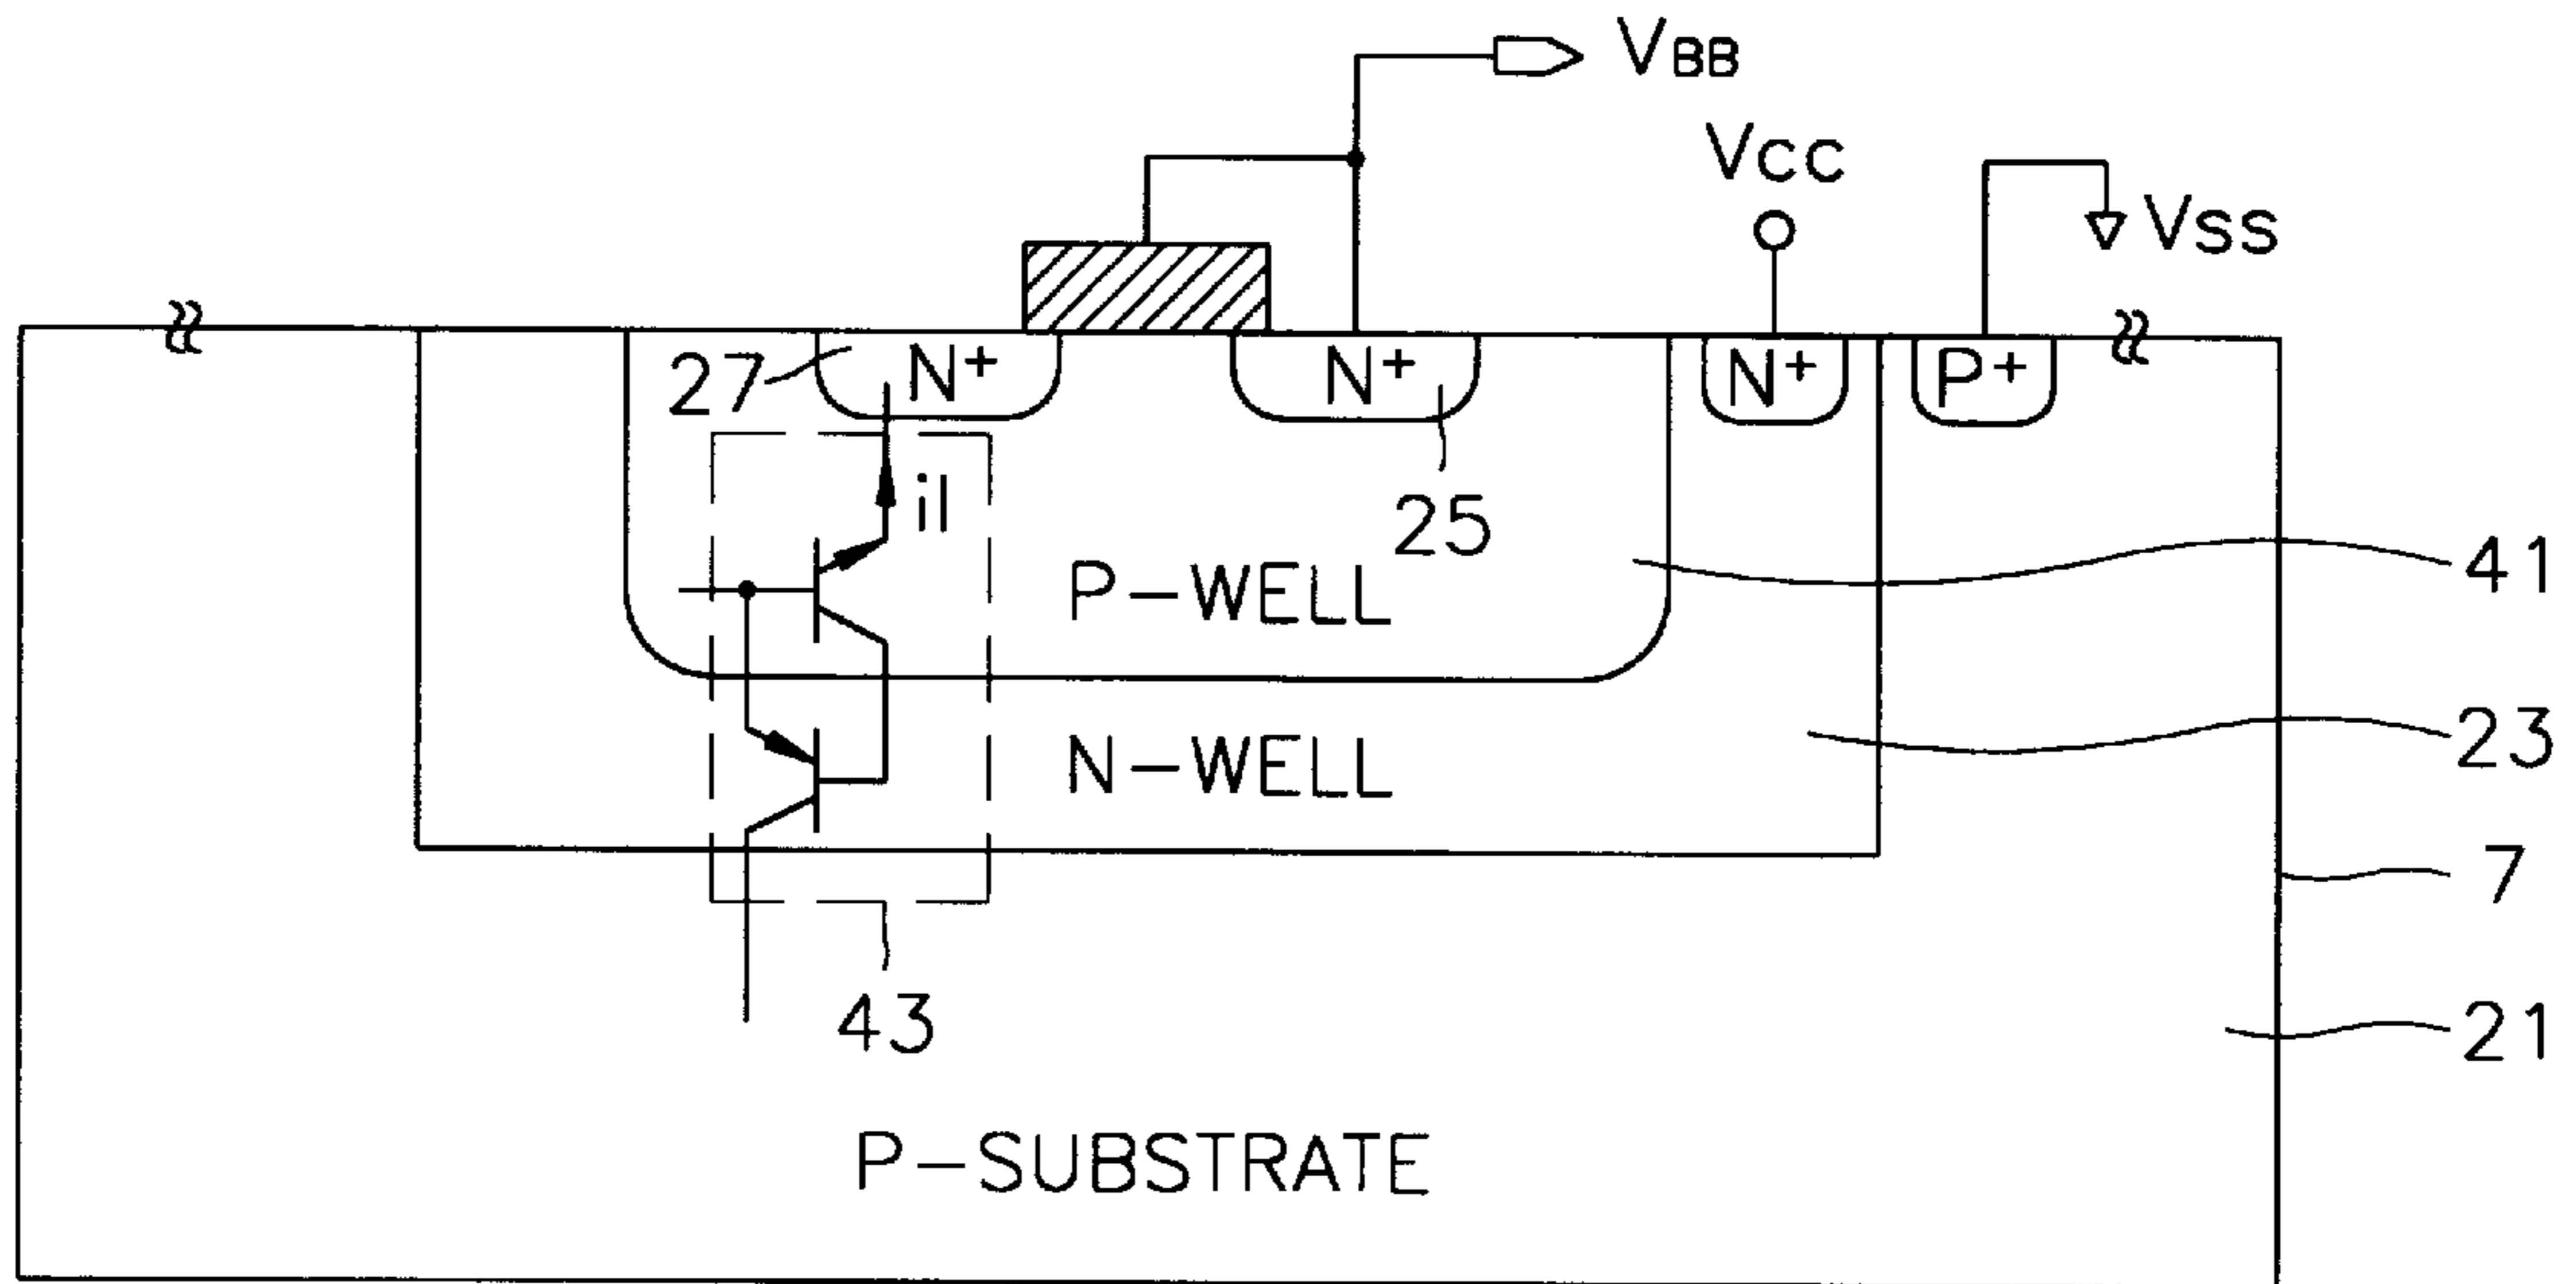 VBB
VCC
VSS
27
N+
N+
N+
P+
il
25
P-WELL
41
N-WELL
23
7
43
21
P-SUBSTRATE